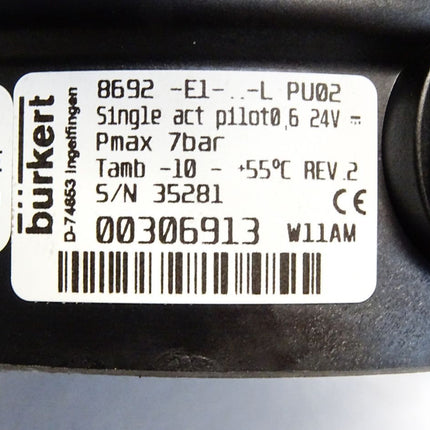 bürkert
D-74653 Ingelfingen
8692 -E1-..-L PU02
Single act pilot0,6 24V ⎓
Pmax 7bar
Tamb -10 - +55°C REV.2
S/N 35281
CE
00306913 W11AM